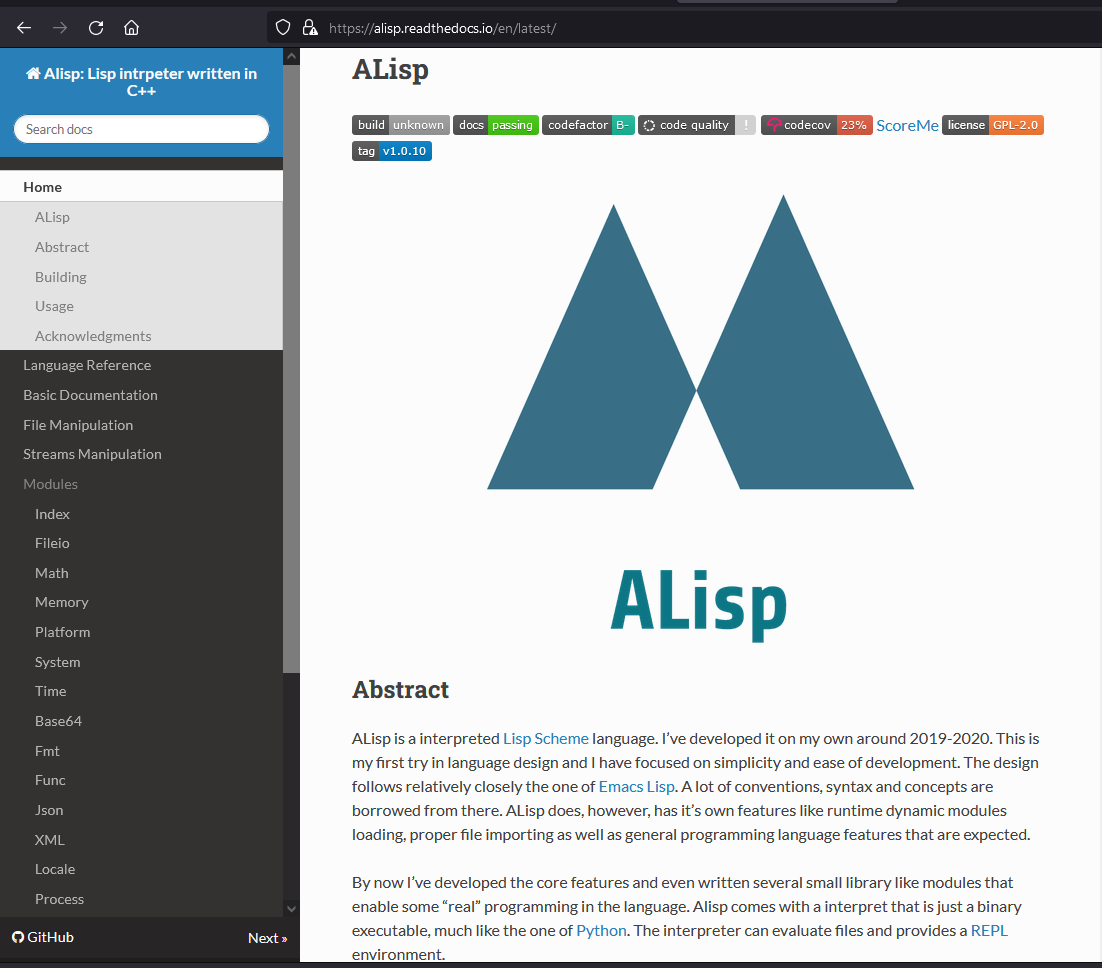 https://alisp.readthedocs.io/en/latest/
Alisp: Lisp intrpeter written in
C++
Search docs
Home
ALisp
Abstract
Building
Usage
Acknowledgments
Language Reference
Basic Documentation
File Manipulation
Streams Manipulation
Modules
Index
Fileio
Math
Memory
Platform
System
Time
Base64
Fmt
Func
Json
XML
Locale
Process
GitHub
Next »
ALisp
build unknown docs passing codefactor B- code quality ! codecov 23% ScoreMe license GPL-2.0
tag v1.0.10
ALisp
Abstract
ALisp is a interpreted Lisp Scheme language. I’ve developed it on my own around 2019-2020. This is
my first try in language design and I have focused on simplicity and ease of development. The design
follows relatively closely the one of Emacs Lisp. A lot of conventions, syntax and concepts are
borrowed from there. ALisp does, however, has it’s own features like runtime dynamic modules
loading, proper file importing as well as general programming language features that are expected.
By now I’ve developed the core features and even written several small library like modules that
enable some “real” programming in the language. Alisp comes with a interpret that is just a binary
executable, much like the one of Python. The interpreter can evaluate files and provides a REPL
environment.